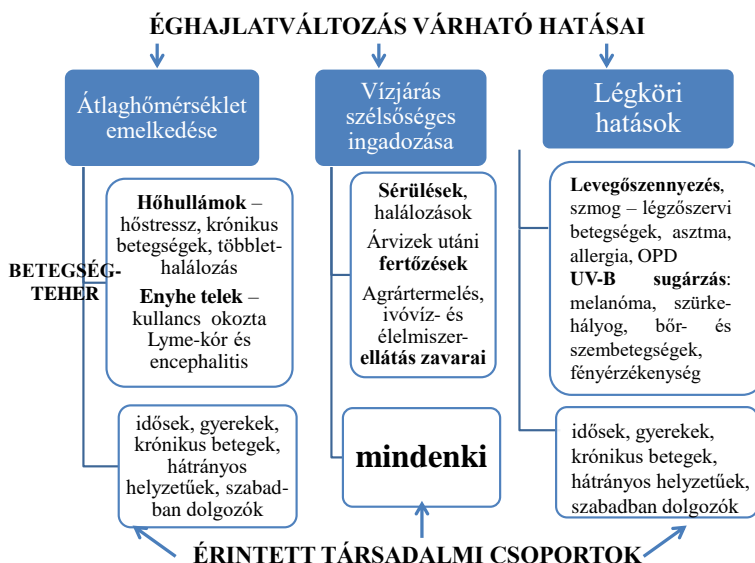 ÉGHAJLATVÁLTOZÁS VÁRHATÓ HATÁSAI
Átlaghőmérséklet
emelkedése
Vízjárás
szélsőséges
ingadozása
Légköri
hatások
BETEGSÉG-
TEHER
Hőhullámok –
hőstressz, krónikus
betegségek, többlet-
halálozás
Enyhe telek –
kullancs okozta
Lyme-kór és
encephalitis
Sérülések,
halálozások
Árvizek utáni
fertőzések
Agrártermelés,
ivóvíz- és
élelmiszer-
ellátás zavarai
Levegőszennyezés,
szmog – légzőszervi
betegségek, asztma,
allergia, OPD
UV-B sugárzás:
melanóma, szürke-
hályog, bőr- és
szembetegségek,
fényérzékenység
idősek, gyerekek,
krónikus betegek,
hátrányos
helyzetűek, szabad-
ban dolgozók
mindenki
idősek, gyerekek,
krónikus betegek,
hátrányos helyzetűek,
szabadban dolgozók
ÉRINTETT TÁRSADALMI CSOPORTOK